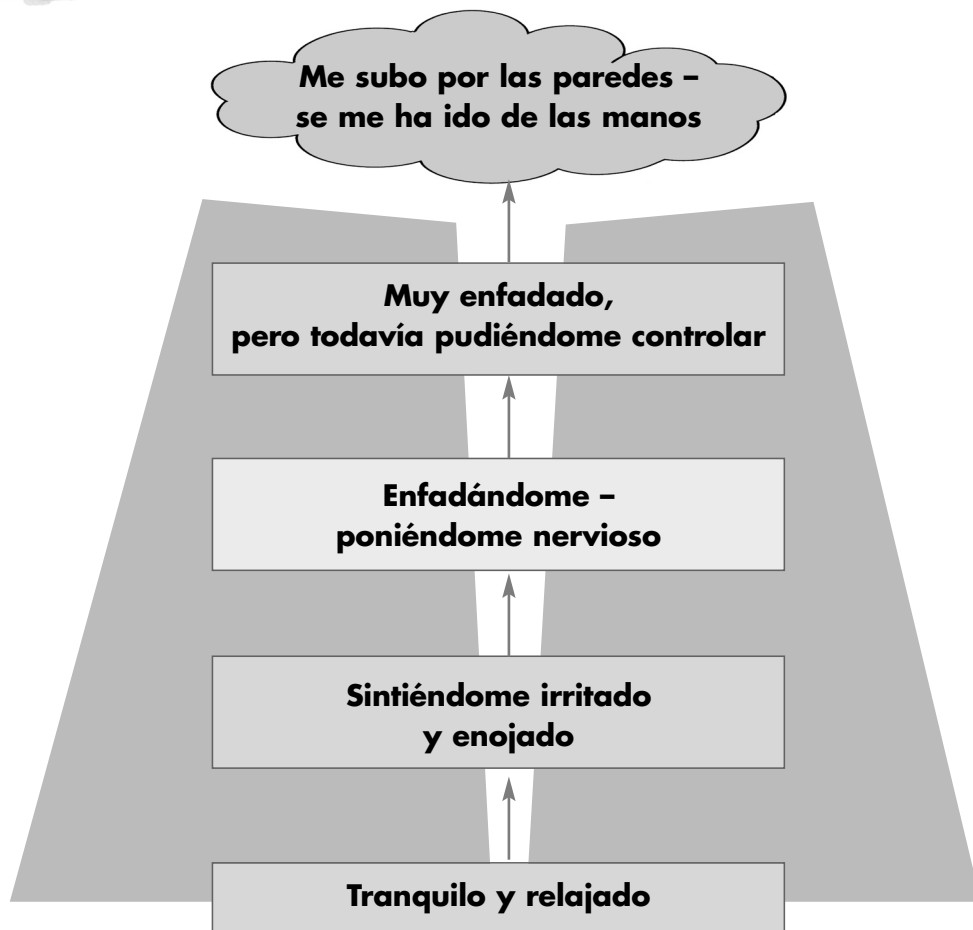 Me subo por las paredes –
se me ha ido de las manos
Muy enfadado,
pero todavía pudiéndome controlar
Enfadándome –
poniéndome nervioso
Sintiéndome irritado
y enojado
Tranquilo y relajado